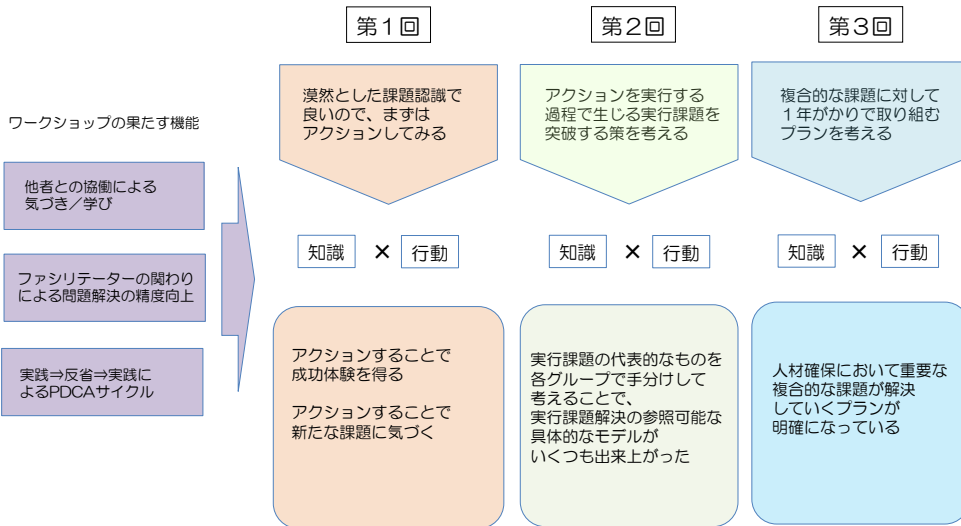 第1回
第2回
第3回
ワークショップの果たす機能
他者との協働による
気づき／学び
ファシリテーターの関わり
による問題解決の精度向上
実践⇒反省⇒実践に
よるPDCAサイクル
漠然とした課題認識で
良いので、まずは
アクションしてみる
アクションを実行する
過程で生じる実行課題を
突破する策を考える
複合的な課題に対して
１年がかりで取り組む
プランを考える
知識 × 行動
知識 × 行動
知識 × 行動
アクションすることで
成功体験を得る
アクションすることで
新たな課題に気づく
実行課題の代表的なものを
各グループで手分けして
考えることで、
実行課題解決の参照可能な
具体的なモデルが
いくつも出来上がった
人材確保において重要な
複合的な課題が解決
していくプランが
明確になっている